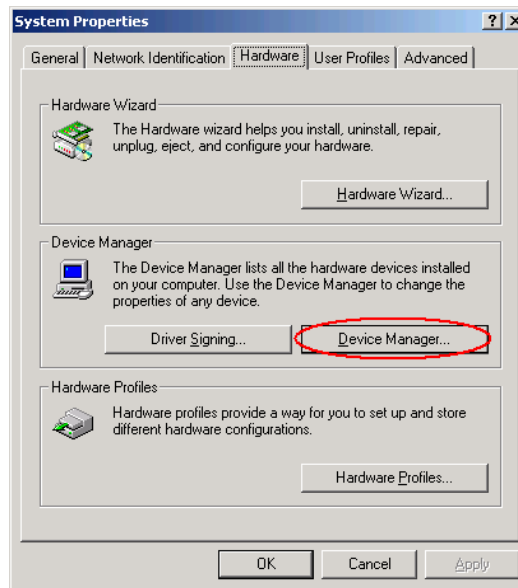 System Properties
General Network Identification Hardware User Profiles Advanced
Hardware Wizard
The Hardware wizard helps you install, uninstall, repair,
unplug, eject, and configure your hardware.
Hardware Wizard...
Device Manager
The Device Manager lists all the hardware devices installed
on your computer. Use the Device Manager to change the
properties of any device.
Driver Signing... Device Manager...
Hardware Profiles
Hardware profiles provide a way for you to set up and store
different hardware configurations.
Hardware Profiles...
OK Cancel Apply